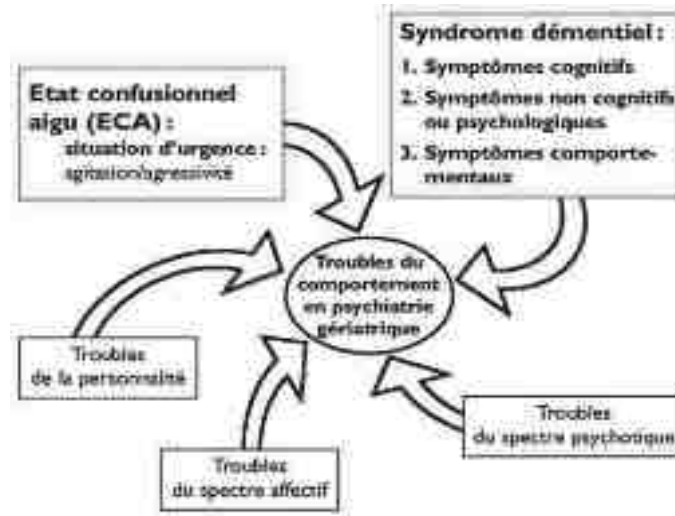 Etat confusionnel
aigu (ECA) :
situation d'urgence :
agitation/agressivité
Syndrome démentiel :
1. Symptômes cognitifs
2. Symptômes non cognitifs
ou psychologiques
3. Symptômes comporte-
mentaux
Troubles du
comportement
en psychiatrie
gériatrique
Troubles
de la personnalité
Troubles
du spectre affectif
Troubles
du spectre psychotique